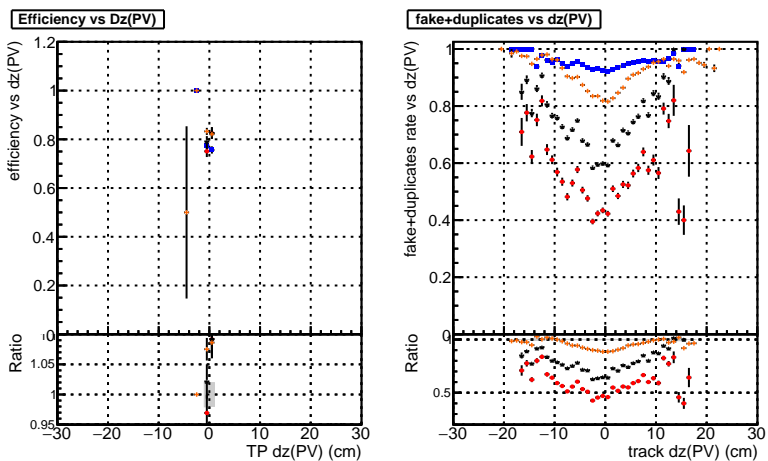 Efficiency vs Dz(PV)
efficiency vs dz(PV)
1.2
1
0.8
0.6
0.4
0.2
0
Ratio
1.05
1
0.95
−30 −20 −10 0 10 20 30
TP dz(PV) (cm)
fake+duplicates vs dz(PV)
fake+duplicates rate vs dz(PV)
1
0.8
0.6
0.4
0.2
0
Ratio
1
0.5
−30 −20 −10 0 10 20 30
track dz(PV) (cm)